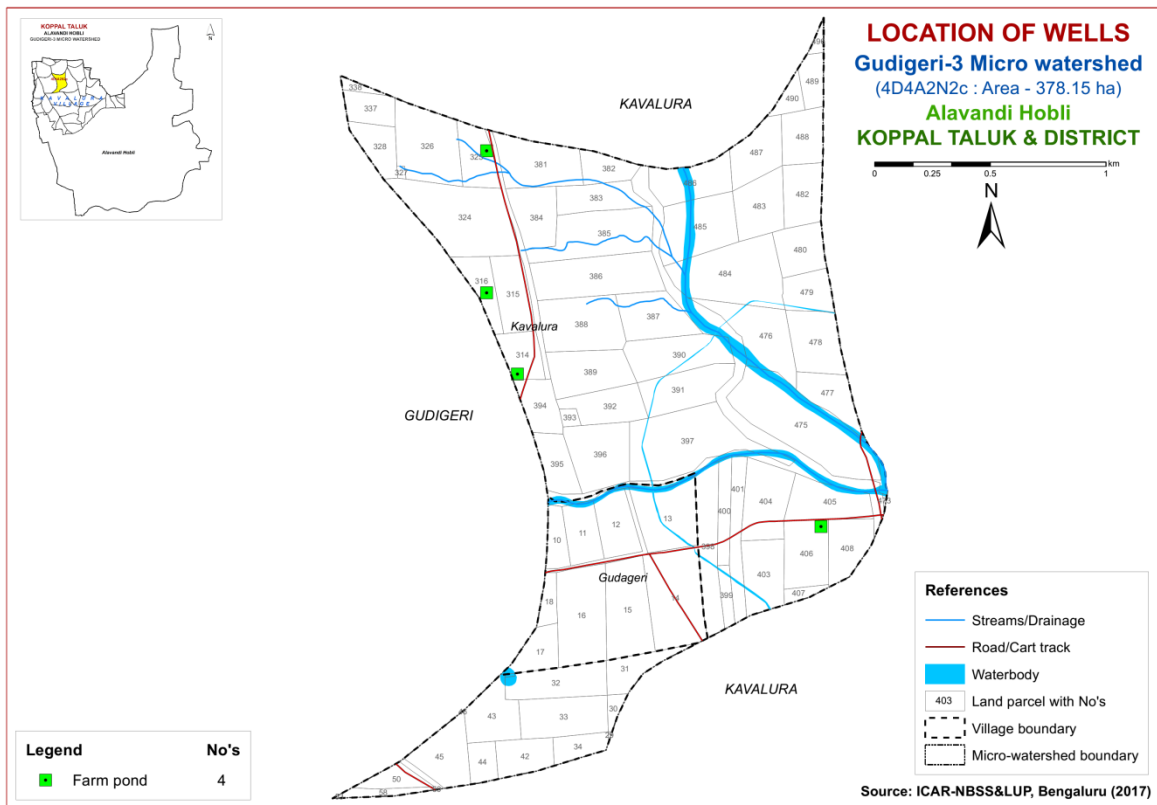 KOPPAL TALUK
ALAVANDI HOBLI
GUDIGERI-3 MICRO WATERSHED
N
KAVALURA
VILLAGE
Alavandi Hobli
LOCATION OF WELLS
Gudigeri-3 Micro watershed
(4D4A2N2c : Area - 378.15 ha)
Alavandi Hobli
KOPPAL TALUK & DISTRICT
km
0 0.25 0.5 1
N
KAVALURA
489
490
338
337
488
328
326
325
487
381
382
327
482
383
483
324
384
485
385
480
484
386
316
315
479
387
388
476
Kavalura
478
314
390
389
391
477
394
392
393
475
GUDIGERI
397
396
395
401
404
405
400
13
12
11
10
398
406
408
Gudageri
403
399
407
18
16
15
14
17
31
32
KAVALURA
30
43
33
34
45
42
44
50
58
Legend No's
Farm pond 4
References
Streams/Drainage
Road/Cart track
Waterbody
403 Land parcel with No's
Village boundary
Micro-watershed boundary
Source: ICAR-NBSS&LUP, Bengaluru (2017)